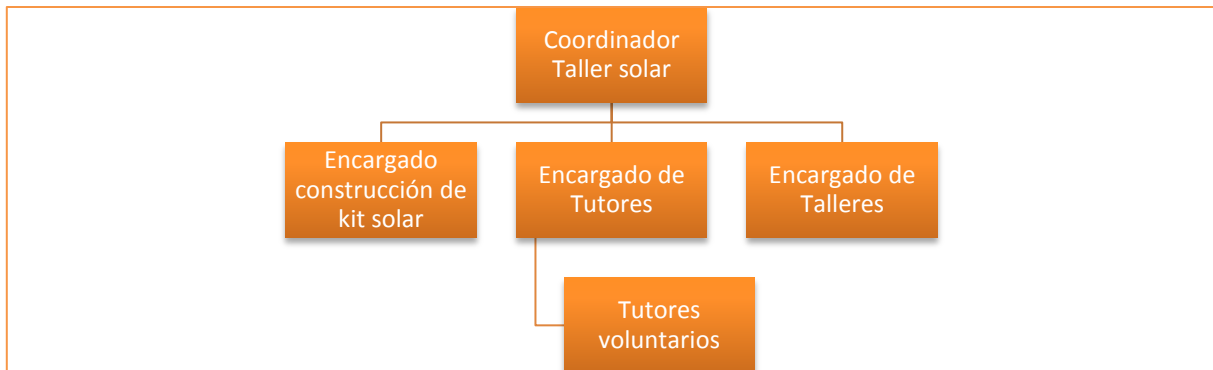 Coordinador
Taller solar
Encargado
construcción de
kit solar
Encargado de
Tutores
Encargado de
Talleres
Tutores
voluntarios